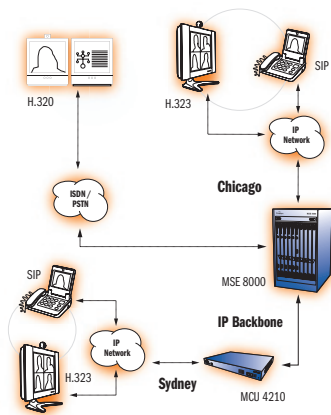 H.320
H.323
SIP
IP
Network
Chicago
ISDN /
PSTN
MSE 8000
SIP
IP Backbone
IP
Network
H.323
Sydney
MCU 4210